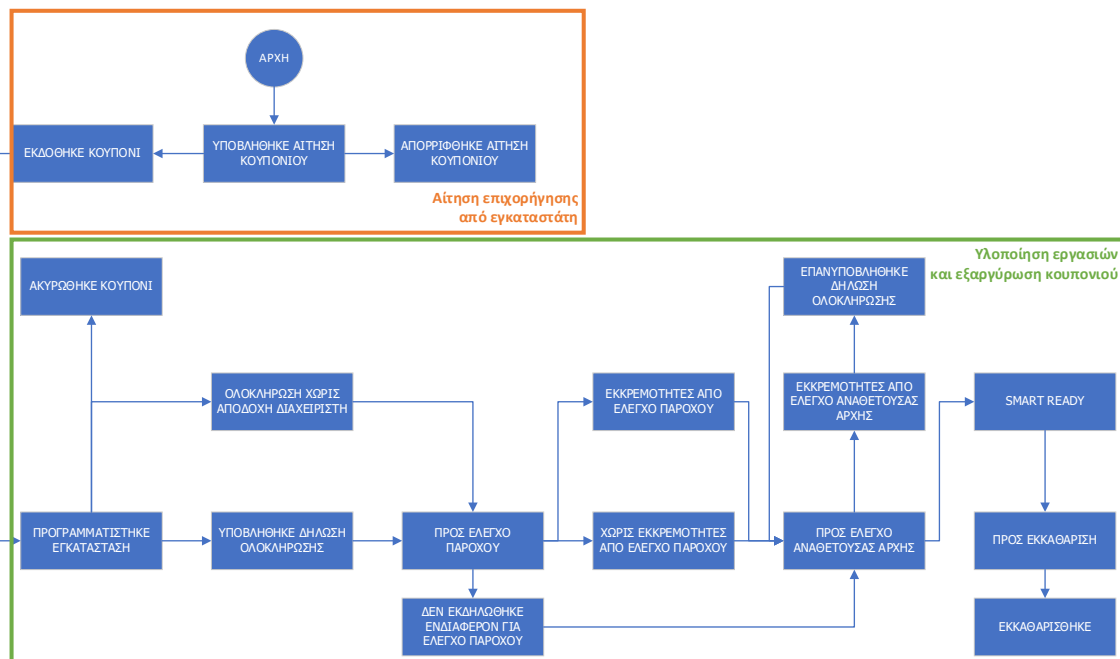 ΑΡΧΗ
ΕΚΔΟΘΗΚΕ ΚΟΥΠΟΝΙ
ΥΠΟΒΛΗΘΗΚΕ ΑΙΤΗΣΗ
ΚΟΥΠΟΝΙΟΥ
ΑΠΟΡΡΙΦΘΗΚΕ ΑΙΤΗΣΗ
ΚΟΥΠΟΝΙΟΥ
Αίτηση επιχορήγησης
από εγκαταστάτη
Υλοποίηση εργασιών
και εξαργύρωση κουπονιού
ΑΚΥΡΩΘΗΚΕ ΚΟΥΠΟΝΙ
ΕΠΑΝΥΠΟΒΛΗΘΗΚΕ
ΔΗΛΩΣΗ
ΟΛΟΚΛΗΡΩΣΗΣ
ΟΛΟΚΛΗΡΩΣΗ ΧΩΡΙΣ
ΑΠΟΔΟΧΗ ΔΙΑΧΕΙΡΙΣΤΗ
ΕΚΚΡΕΜΟΤΗΤΕΣ ΑΠΟ
ΕΛΕΓΧΟ ΠΑΡΟΧΟΥ
ΕΚΚΡΕΜΟΤΗΤΕΣ ΑΠΟ
ΕΛΕΓΧΟ ΑΝΑΘΕΤΟΥΣΑΣ
ΑΡΧΗΣ
SMART READY
ΠΡΟΓΡΑΜΜΑΤΙΣΤΗΚΕ
ΕΓΚΑΤΑΣΤΑΣΗ
ΥΠΟΒΛΗΘΗΚΕ ΔΗΛΩΣΗ
ΟΛΟΚΛΗΡΩΣΗΣ
ΠΡΟΣ ΕΛΕΓΧΟ
ΠΑΡΟΧΟΥ
ΧΩΡΙΣ ΕΚΚΡΕΜΟΤΗΤΕΣ
ΑΠΟ ΕΛΕΓΧΟ ΠΑΡΟΧΟΥ
ΠΡΟΣ ΕΛΕΓΧΟ
ΑΝΑΘΕΤΟΥΣΑΣ ΑΡΧΗΣ
ΠΡΟΣ ΕΚΚΑΘΑΡΙΣΗ
ΔΕΝ ΕΚΔΗΛΩΘΗΚΕ
ΕΝΔΙΑΦΕΡΟΝ ΓΙΑ
ΕΛΕΓΧΟ ΠΑΡΟΧΟΥ
ΕΚΚΑΘΑΡΙΣΘΗΚΕ